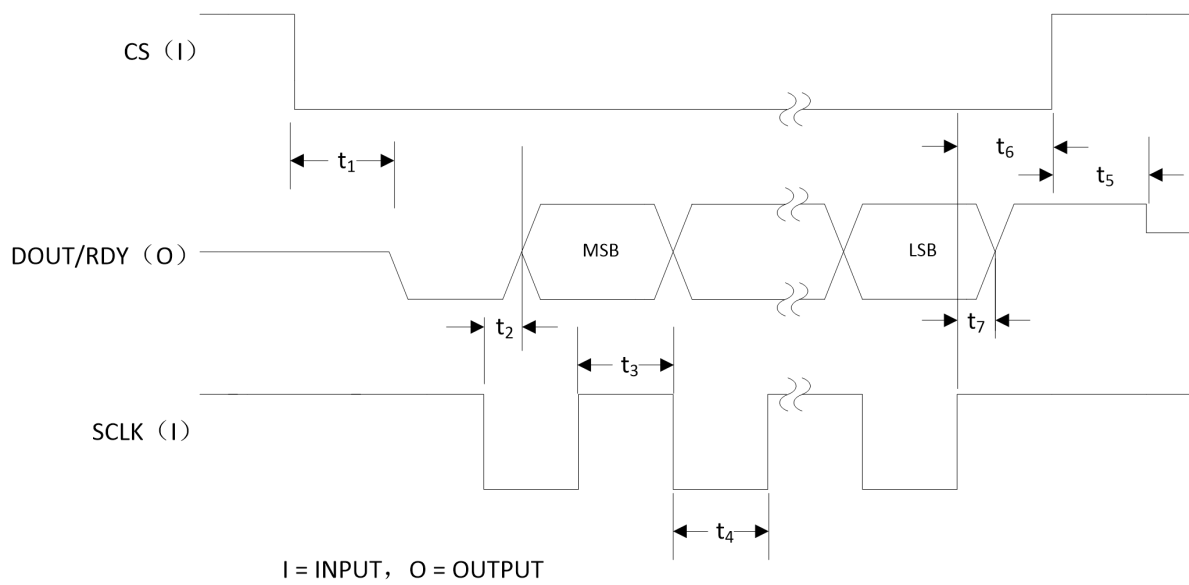 CS（I）
t₆
t₁
t₅
DOUT/RDY（O）
MSB
LSB
t₂
t₇
t₃
SCLK（I）
t₄
I = INPUT，O = OUTPUT